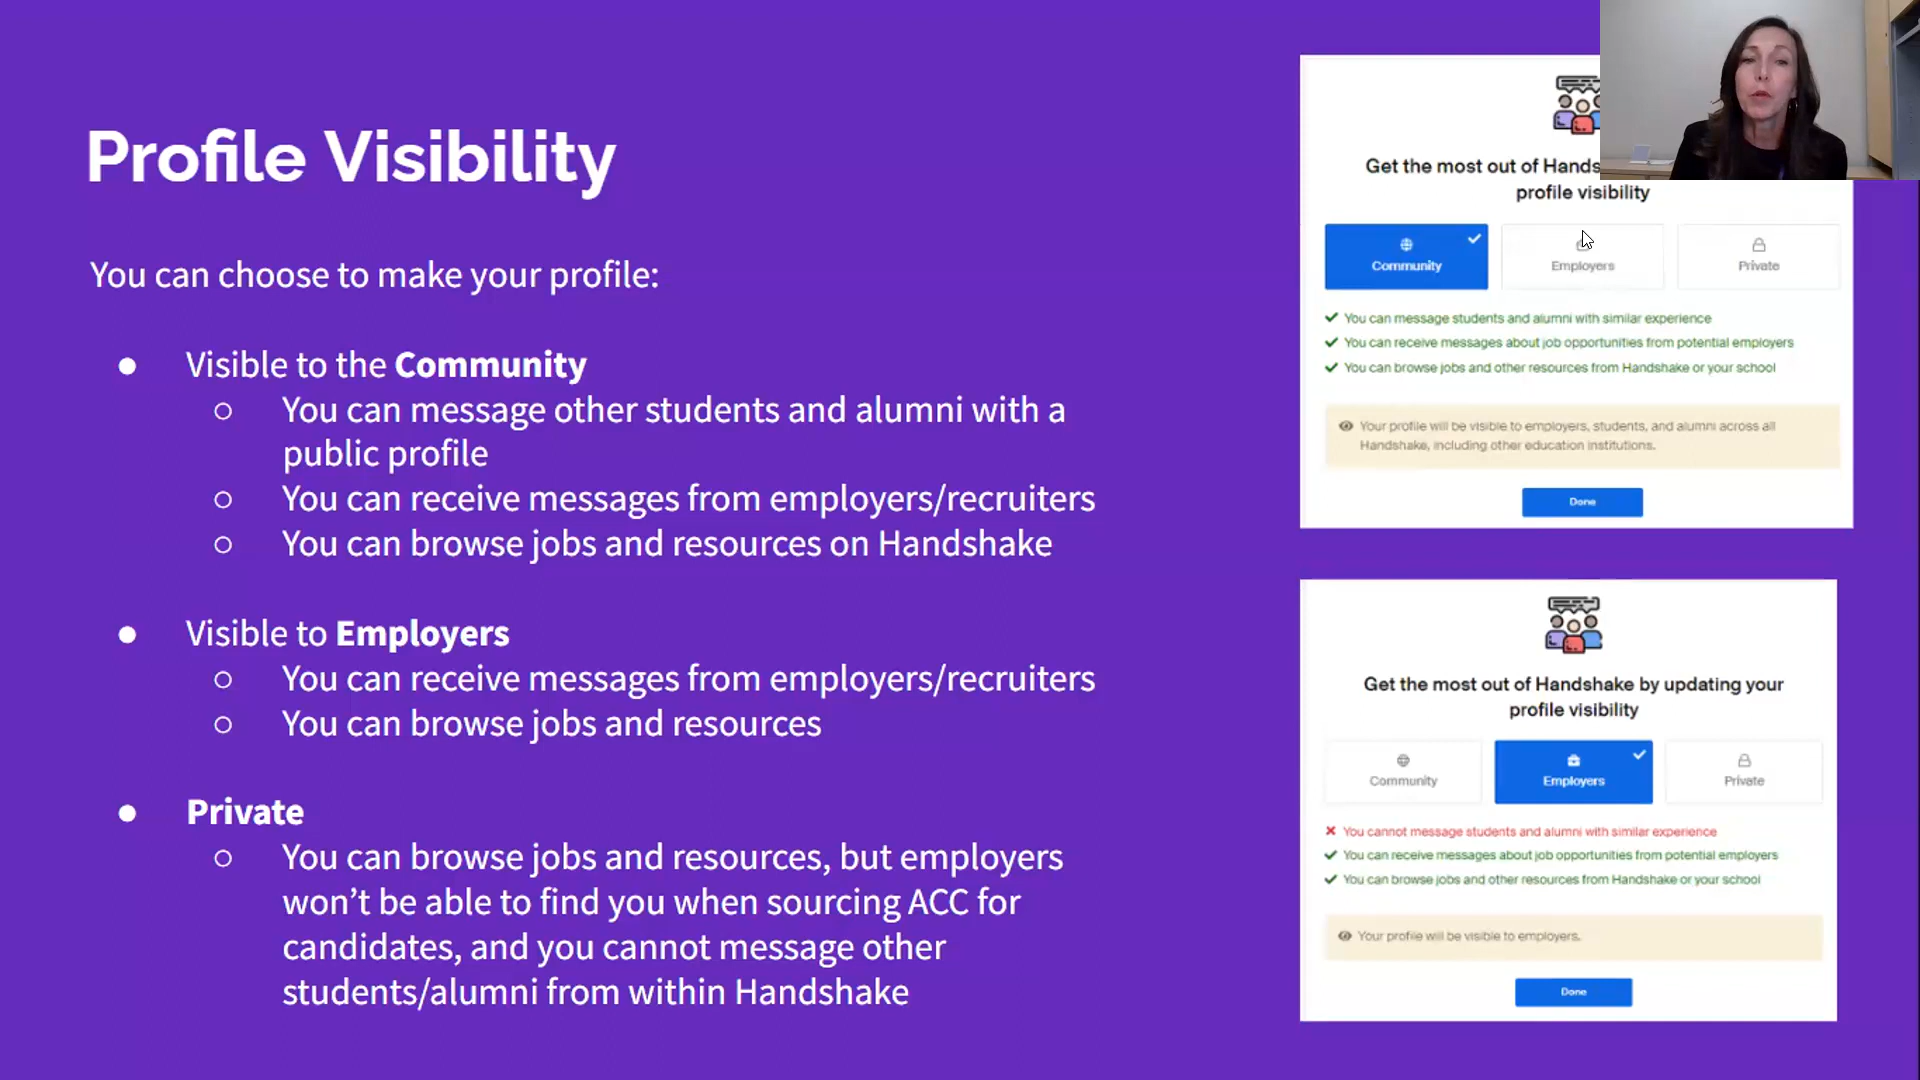 Profile Visibility
You can choose to make your profile:
● Visible to the Community
○ You can message other students and alumni with a
public profile
○ You can receive messages from employers/recruiters
○ You can browse jobs and resources on Handshake
● Visible to Employers
○ You can receive messages from employers/recruiters
○ You can browse jobs and resources
● Private
○ You can browse jobs and resources, but employers
won't be able to find you when sourcing ACC for
candidates, and you cannot message other
students/alumni from within Handshake
Get the most out of Hands
profile visibility
Community Employers Private
You can message students and alumni with similar experience
You can receive messages about job opportunities from potential employers
You can browse jobs and other resources from Handshake or your school
Your profile will be visible to employers, students, and alumni across all
Handshake, including other education institutions.
Done
Get the most out of Handshake by updating your
profile visibility
Community Employers Private
You cannot message students and alumni with similar experience
You can receive messages about job opportunities from potential employers
You can browse jobs and other resources from Handshake or your school
Your profile will be visible to employers.
Done